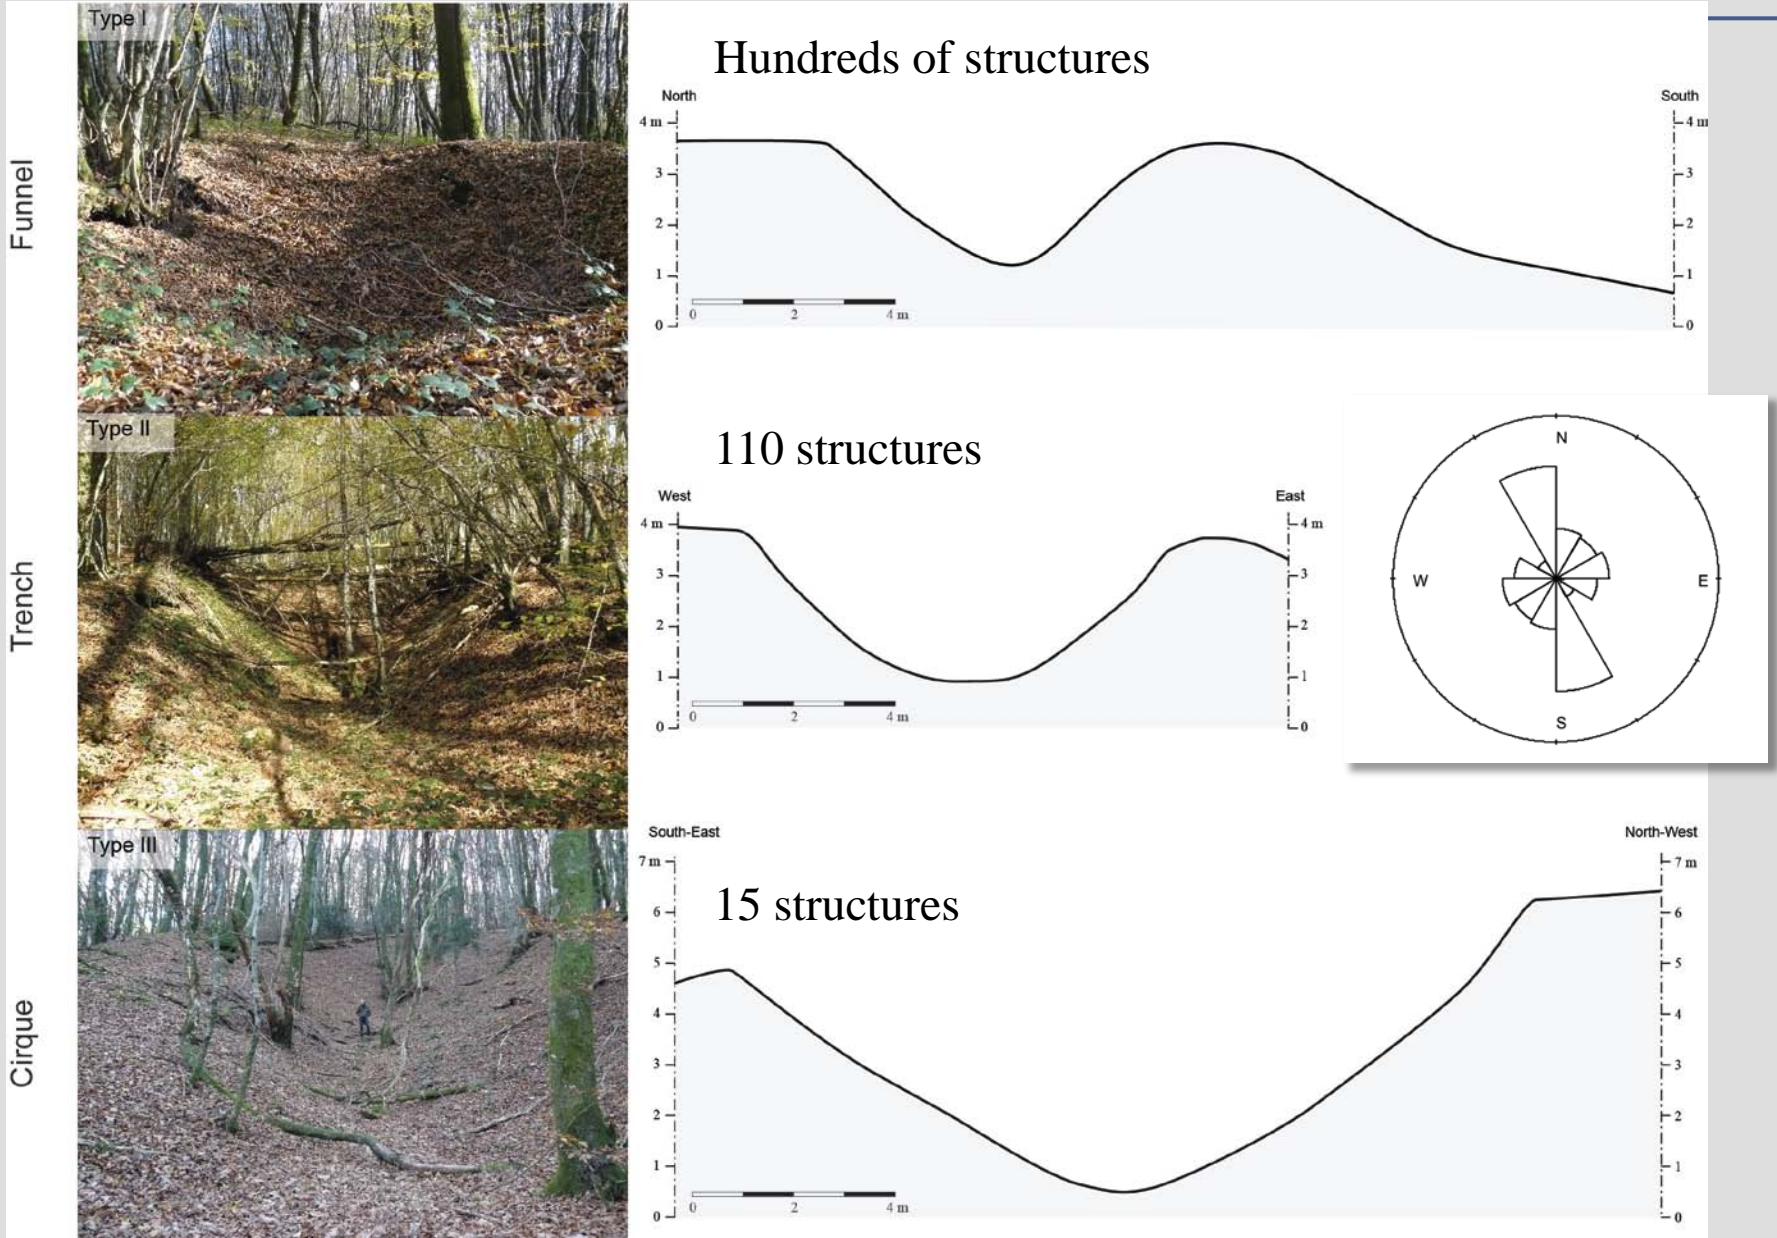 Type I
Funnel
Hundreds of structures
North
South
4 m
3
2
1
0
4 m
3
2
1
0
0 2 4 m
Type II
Trench
110 structures
West
East
4 m
3
2
1
0
4 m
3
2
1
0
0 2 4 m
N
W
E
S
Type III
Cirque
15 structures
South-East
North-West
7 m
6
5
4
3
2
1
0
7 m
6
5
4
3
2
1
0
0 2 4 m